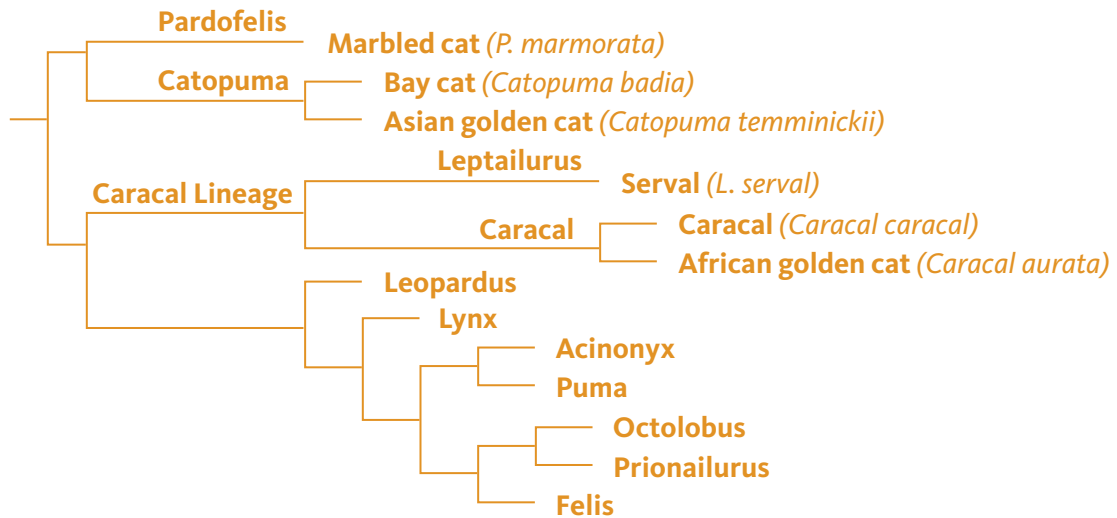 Pardofelis
Marbled cat (P. marmorata)
Catopuma
Bay cat (Catopuma badia)
Asian golden cat (Catopuma temminickii)
Leptailurus
Serval (L. serval)
Caracal Lineage
Caracal
Caracal (Caracal caracal)
African golden cat (Caracal aurata)
Leopardus
Lynx
Acinonyx
Puma
Octolobus
Prionailurus
Felis